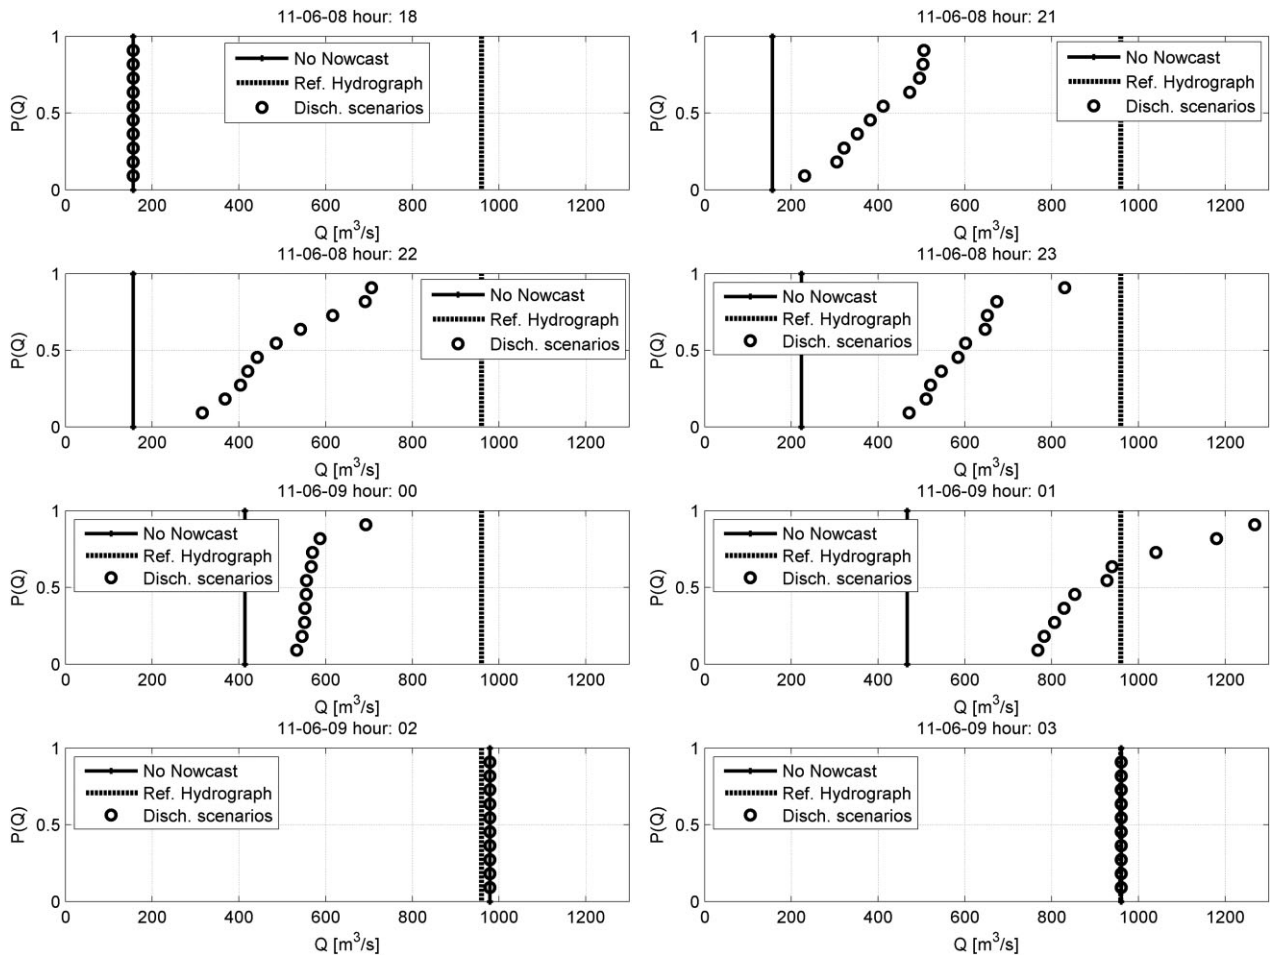 11-06-08 hour: 18
1
0.5
0
P(Q)
No Nowcast
Ref. Hydrograph
Disch. scenarios
0 200 400 600 800 1000 1200
Q [m³/s]
11-06-08 hour: 21
1
0.5
0
P(Q)
No Nowcast
Ref. Hydrograph
Disch. scenarios
0 200 400 600 800 1000 1200
Q [m³/s]
11-06-08 hour: 22
1
0.5
0
P(Q)
No Nowcast
Ref. Hydrograph
Disch. scenarios
0 200 400 600 800 1000 1200
Q [m³/s]
11-06-08 hour: 23
1
0.5
0
P(Q)
No Nowcast
Ref. Hydrograph
Disch. scenarios
0 200 400 600 800 1000 1200
Q [m³/s]
11-06-09 hour: 00
1
0.5
0
P(Q)
No Nowcast
Ref. Hydrograph
Disch. scenarios
0 200 400 600 800 1000 1200
Q [m³/s]
11-06-09 hour: 01
1
0.5
0
P(Q)
No Nowcast
Ref. Hydrograph
Disch. scenarios
0 200 400 600 800 1000 1200
Q [m³/s]
11-06-09 hour: 02
1
0.5
0
P(Q)
No Nowcast
Ref. Hydrograph
Disch. scenarios
0 200 400 600 800 1000 1200
Q [m³/s]
11-06-09 hour: 03
1
0.5
0
P(Q)
No Nowcast
Ref. Hydrograph
Disch. scenarios
0 200 400 600 800 1000 1200
Q [m³/s]